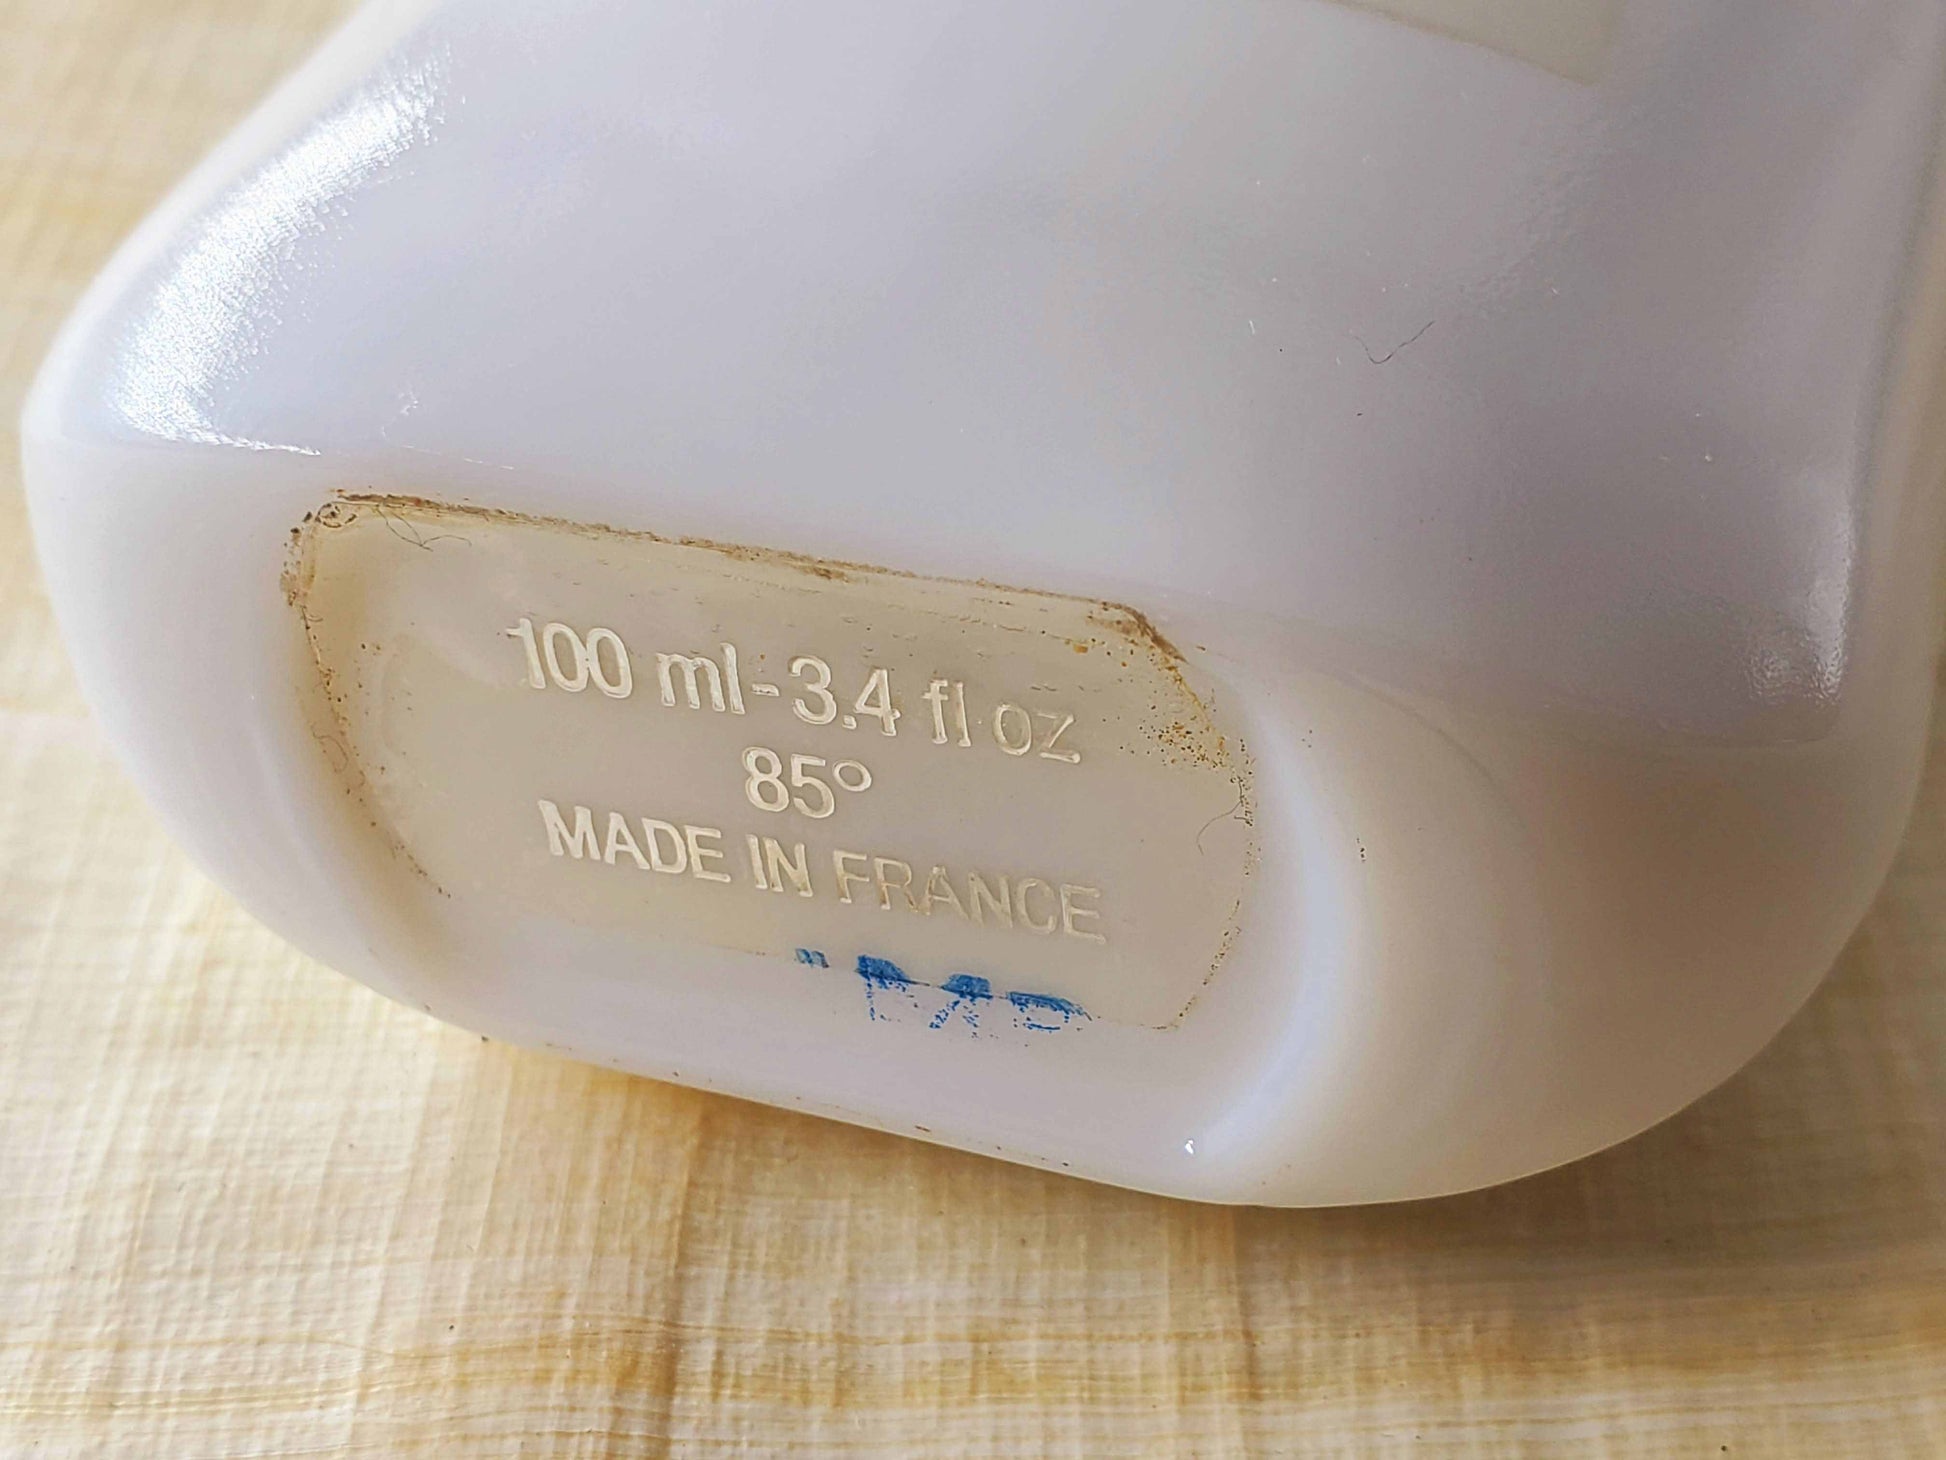 100 ml-3.4 fl oz
85°
MADE IN FRANCE